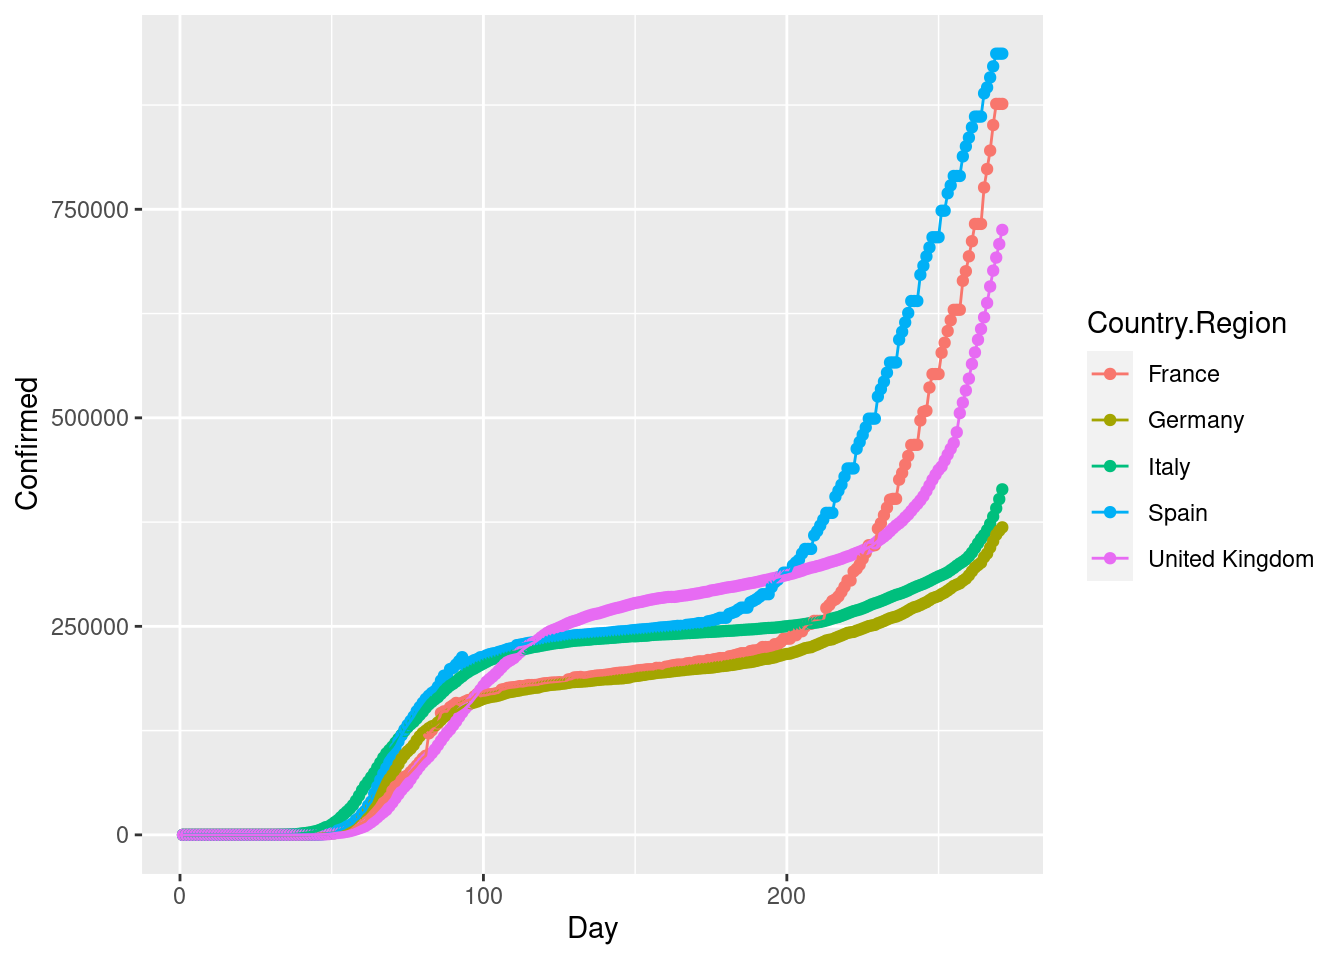 750000
500000
250000
0
Confirmed
0
100
200
Day
Country.Region
France
Germany
Italy
Spain
United Kingdom